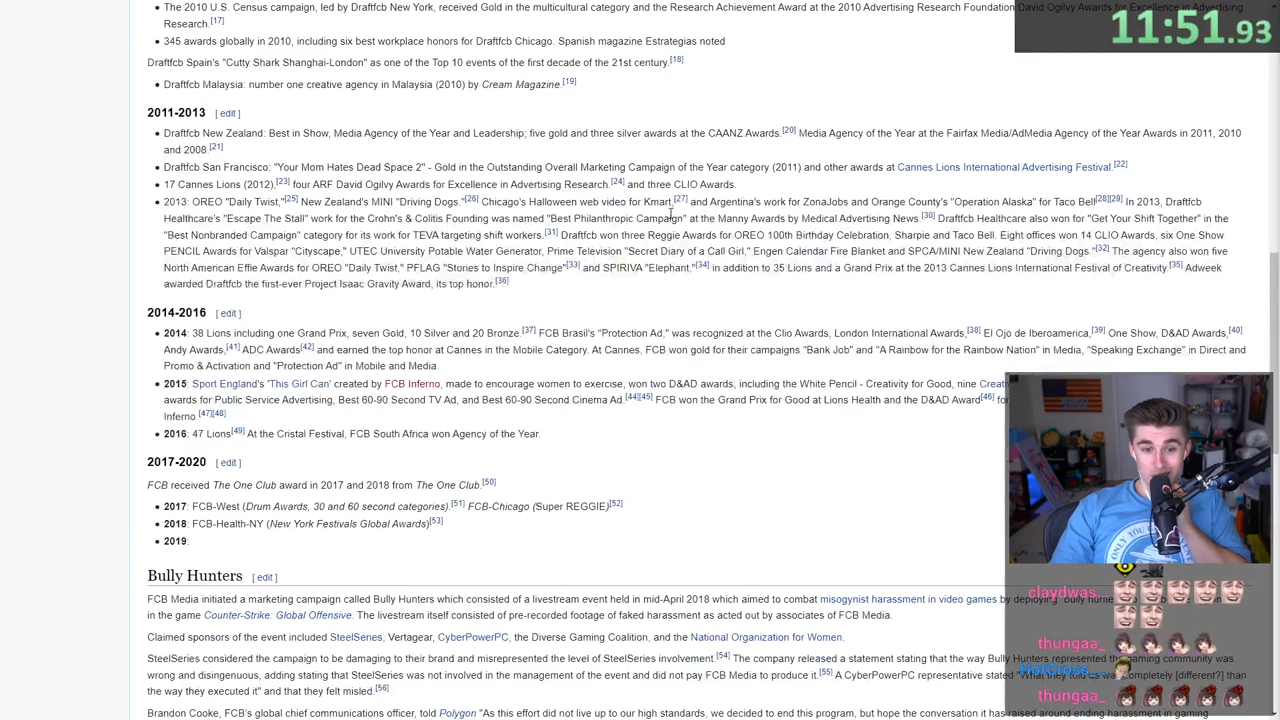 • The 2010 U.S. Census campaign, led by Draftfcb New York, received Gold in the multicultural category and the Research Achievement Award at the 2010 Advertising Research Foundation David Ogilvy Awards for Excellence in Advertising
Research.[17]
• 345 awards globally in 2010, including six best workplace honors for Draftfcb Chicago. Spanish magazine Estrategias noted
Draftfcb Spain's "Cutty Shark Shanghai-London" as one of the Top 10 events of the first decade of the 21st century.[18]
• Draftfcb Malaysia: number one creative agency in Malaysia (2010) by Cream Magazine.[19]
11:51.93
2011-2013 [ edit ]
• Draftfcb New Zealand: Best in Show, Media Agency of the Year and Leadership; five gold and three silver awards at the CAANZ Awards.[20] Media Agency of the Year at the Fairfax Media/AdMedia Agency of the Year Awards in 2011, 2010
and 2008.[21]
• Draftfcb San Francisco: "Your Mom Hates Dead Space 2" - Gold in the Outstanding Overall Marketing Campaign of the Year category (2011) and other awards at Cannes Lions International Advertising Festival.[22]
• 17 Cannes Lions (2012),[23] four ARF David Ogilvy Awards for Excellence in Advertising Research.[24] and three CLIO Awards.
• 2013: OREO "Daily Twist,"[25] New Zealand's MINI "Driving Dogs."[26] Chicago's Halloween web video for Kmart,[27] and Argentina's work for ZonaJobs and Orange County's "Operation Alaska" for Taco Bell[28][29] In 2013, Draftfcb
Healthcare's "Escape The Stall" work for the Crohn's & Colitis Founding was named "Best Philanthropic Campaign" at the Manny Awards by Medical Advertising News.[30] Draftfcb Healthcare also won for "Get Your Shift Together" in the
"Best Nonbranded Campaign" category for its work for TEVA targeting shift workers.[31] Draftfcb won three Reggie Awards for OREO 100th Birthday Celebration, Sharpie and Taco Bell. Eight offices won 14 CLIO Awards, six One Show
PENCIL Awards for Valspar "Cityscape," UTEC University Potable Water Generator, Prime Television "Secret Diary of a Call Girl," Engen Calendar Fire Blanket and SPCA/MINI New Zealand "Driving Dogs."[32] The agency also won five
North American Effie Awards for OREO "Daily Twist," PFLAG "Stories to Inspire Change"[33] and SPIRIVA "Elephant,"[34] in addition to 35 Lions and a Grand Prix at the 2013 Cannes Lions International Festival of Creativity.[35] Adweek
awarded Draftfcb the first-ever Project Isaac Gravity Award, its top honor.[36]
2014-2016 [ edit ]
• 2014: 38 Lions including one Grand Prix, seven Gold, 10 Silver and 20 Bronze.[37] FCB Brasil's "Protection Ad," was recognized at the Clio Awards, London International Awards,[38] El Ojo de Iberoamerica,[39] One Show, D&AD Awards,[40]
Andy Awards,[41] ADC Awards[42] and earned the top honor at Cannes in the Mobile Category. At Cannes, FCB won gold for their campaigns "Bank Job" and "A Rainbow for the Rainbow Nation" in Media, "Speaking Exchange" in Direct and
Promo & Activation and "Protection Ad" in Mobile and Media.
• 2015: Sport England's 'This Girl Can' created by FCB Inferno, made to encourage women to exercise, won two D&AD awards, including the White Pencil - Creativity for Good, nine
awards for Public Service Advertising, Best 60-90 Second TV Ad, and Best 60-90 Second Cinema Ad.[44][45] FCB won the Grand Prix for Good at Lions Health and the D&AD Award[46]
Inferno [47][48]
• 2016: 47 Lions[49] At the Cristal Festival, FCB South Africa won Agency of the Year.
2017-2020 [ edit ]
FCB received The One Club award in 2017 and 2018 from The One Club.[50]
• 2017: FCB-West (Drum Awards, 30 and 60 second categories).[51] FCB-Chicago (Super REGGIE)[52]
• 2018: FCB-Health-NY (New York Festivals Global Awards)[53]
• 2019:
Bully Hunters [ edit ]
FCB Media initiated a marketing campaign called Bully Hunters which consisted of a livestream event held in mid-April 2018 which aimed to combat misogynist harassment in video games by deploying "bully
in the game Counter-Strike: Global Offensive. The livestream itself consisted of pre-recorded footage of faked harassment as acted out by associates of FCB Media.
Claimed sponsors of the event included SteelSeries, Vertagear, CyberPowerPC, the Diverse Gaming Coalition, and the National Organization for Women.
SteelSeries considered the campaign to be damaging to their brand and misrepresented the level of SteelSeries involvement.[54] The company released a statement stating that the way Bully Hunters represented the gaming community was
wrong and disingenuous, adding stating that SteelSeries was not involved in the management of the event and did not pay FCB Media to produce it.[55] A CyberPowerPC representative stated "What they told us was completely [different?] than
the way they executed it" and that they felt misled.[56]
Brandon Cooke, FCB's global chief communications officer, told Polygon "As this effort did not live up to our high standards, we decided to end this program, but hope the conversation it has raised around ending harassment in gaming
claydwas
thungaa_
HotCross
thungaa_